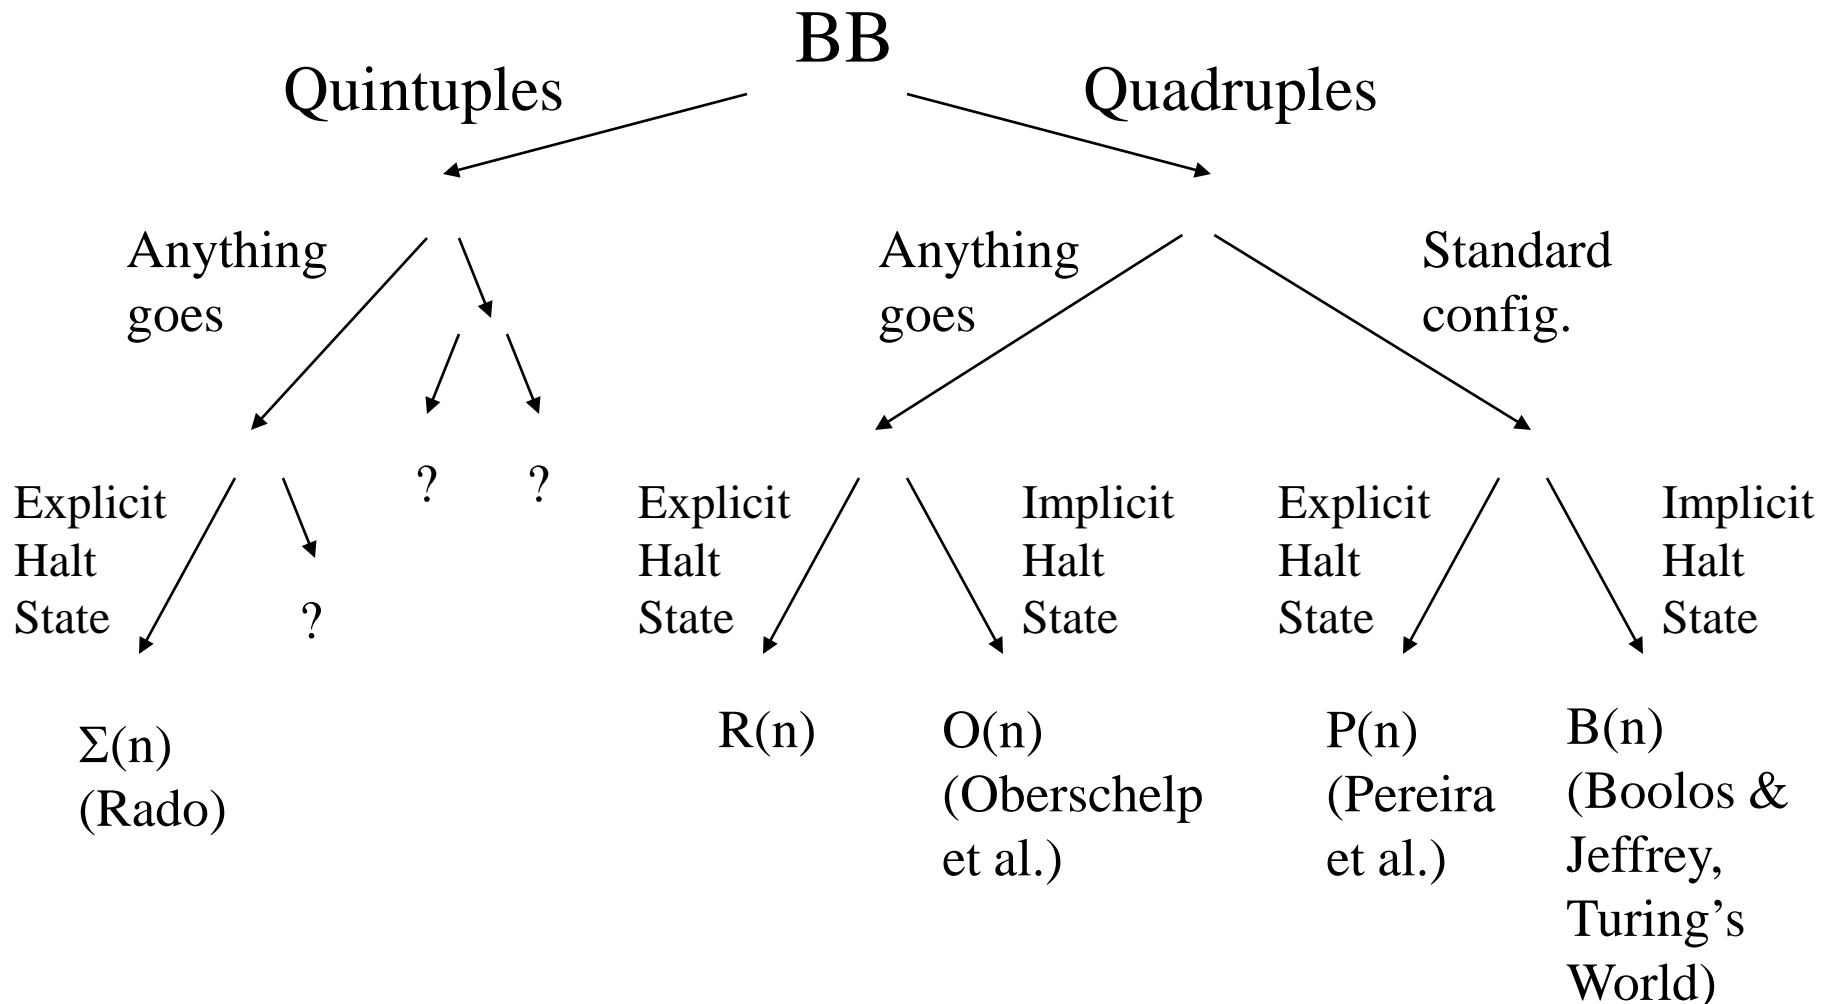 BB
Quintuples
Quadruples
Anything
goes
Anything
goes
Standard
config.
?
?
Explicit
Halt
State
?
Explicit
Halt
State
Implicit
Halt
State
Explicit
Halt
State
Implicit
Halt
State
Σ(n)
(Rado)
R(n)
O(n)
(Oberschelp
et al.)
P(n)
(Pereira
et al.)
B(n)
(Boolos &
Jeffrey,
Turing’s
World)